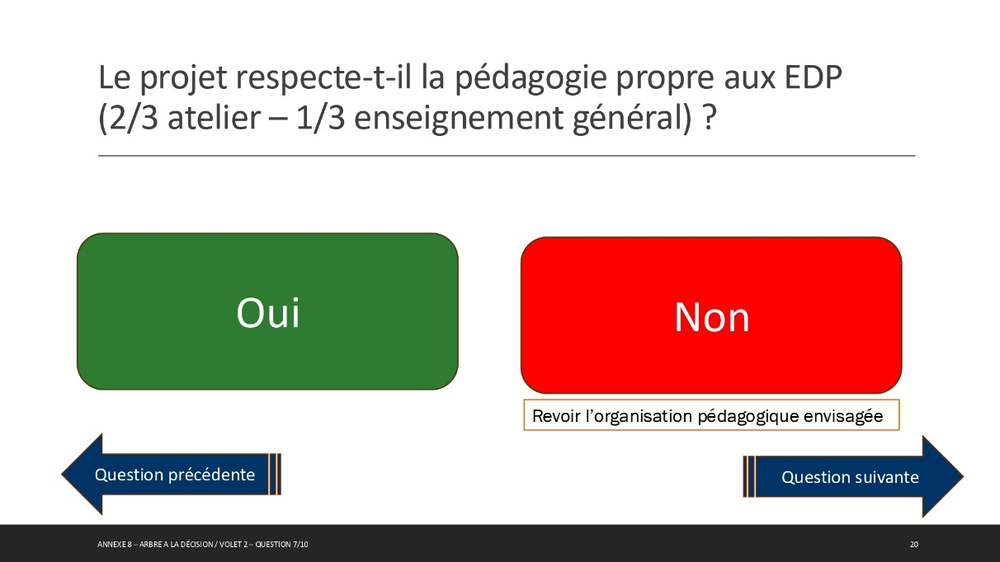 Le projet respecte-t-il la pédagogie propre aux EDP
(2/3 atelier – 1/3 enseignement général) ?
Oui
Non
Revoir l’organisation pédagogique envisagée
Question précédente
Question suivante
ANNEXE 8 – ARBRE A LA DÉCISION / VOLET 2 – QUESTION 7/10
20